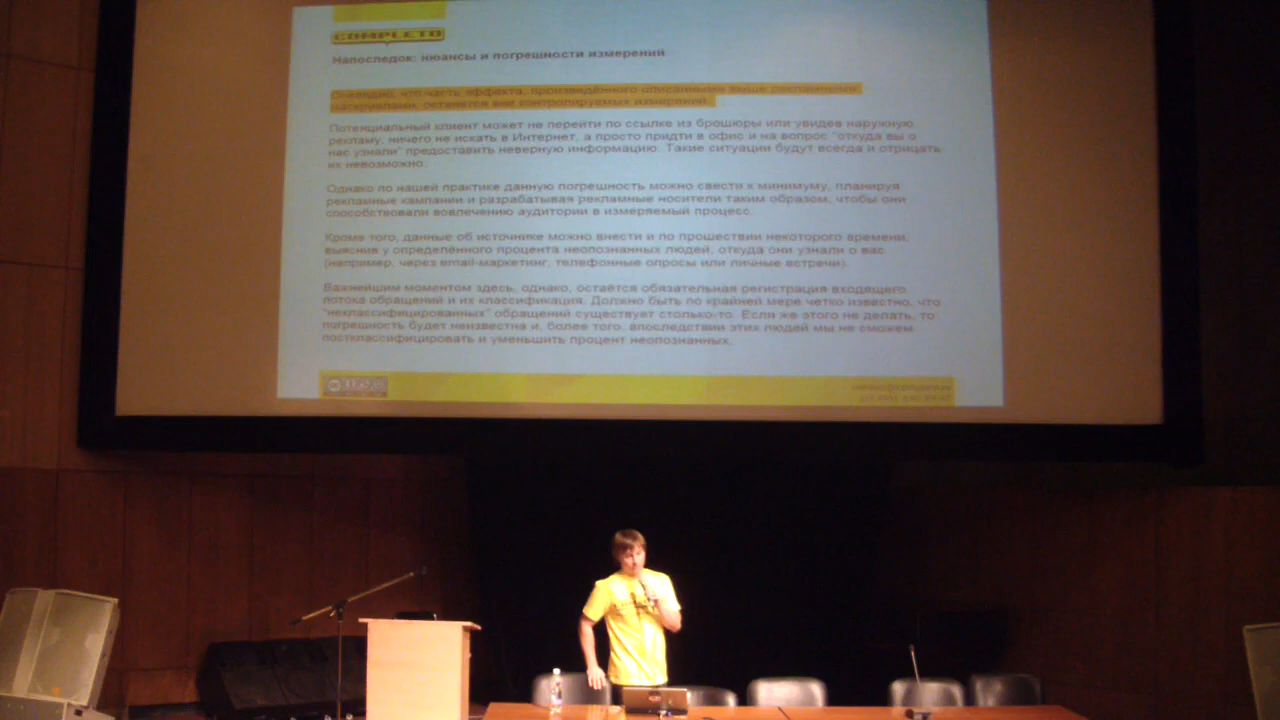 COMPLETO
Напоследок: нюансы и погрешности измерений
Очевидно, что часть эффекта, произведённого описанными выше рекламными
материалами, останется вне контролируемых измерений.
Потенциальный клиент может не перейти по ссылке из брошюры или увидев наружную
рекламу, ничего не искать в Интернет, а просто придти в офис и на вопрос "откуда вы о
нас узнали" предоставить неверную информацию. Такие ситуации будут всегда и отрицать
их невозможно.
Однако по нашей практике данную погрешность можно свести к минимуму, планируя
рекламные кампании и разрабатывая рекламные носители таким образом, чтобы они
способствовали вовлечению аудитории в измеряемый процесс.
Кроме того, данные об источнике можно внести и по прошествии некоторого времени,
выяснив у определённого процента неопознанных людей, откуда они узнали о вас
(например, через email-маркетинг, телефонные опросы или личные встречи).
Важнейшим моментом здесь, однако, остаётся обязательная регистрация входящего
потока обращений и их классификация. Должно быть по крайней мере четко известно, что
"неклассифицированных" обращений существует столько-то. Если же этого не делать, то
погрешность будет неизвестна и, более того, впоследствии этих людей мы не сможем
постклассифицировать и уменьшить процент неопознанных.